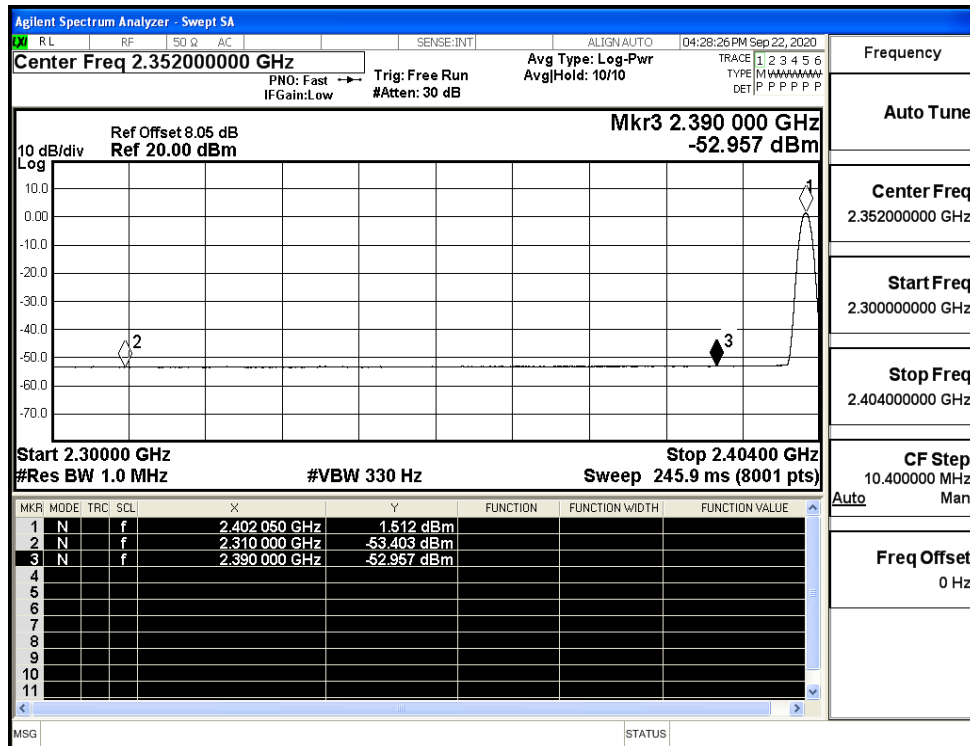 Agilent Spectrum Analyzer - Swept SA
LXI RL RF 50 Ω AC SENSE:INT ALIGN AUTO 04:28:26 PM Sep 22, 2020
Center Freq 2.352000000 GHz
PNO: Fast
IFGain:Low
Trig: Free Run
#Atten: 30 dB
Avg Type: Log-Pwr
Avg|Hold: 10/10
TRACE 1 2 3 4 5 6
TYPE M WWWWW
DET P P P P P P
Ref Offset 8.05 dB
10 dB/div Ref 20.00 dBm
Log
Mkr3 2.390 000 GHz
-52.957 dBm
10.0
0.00
-10.0
-20.0
-30.0
-40.0
-50.0
-60.0
-70.0
1
2
3
Start 2.30000 GHz Stop 2.40400 GHz
#Res BW 1.0 MHz #VBW 330 Hz Sweep 245.9 ms (8001 pts)
MKR MODE TRC SCL X Y FUNCTION FUNCTION WIDTH FUNCTION VALUE
1 N f 2.402 050 GHz 1.512 dBm
2 N f 2.310 000 GHz -53.403 dBm
3 N f 2.390 000 GHz -52.957 dBm
4
5
6
7
8
9
10
11
MSG STATUS
Frequency
Auto Tune
Center Freq
2.352000000 GHz
Start Freq
2.300000000 GHz
Stop Freq
2.404000000 GHz
CF Step
10.400000 MHz
Auto Man
Freq Offset
0 Hz